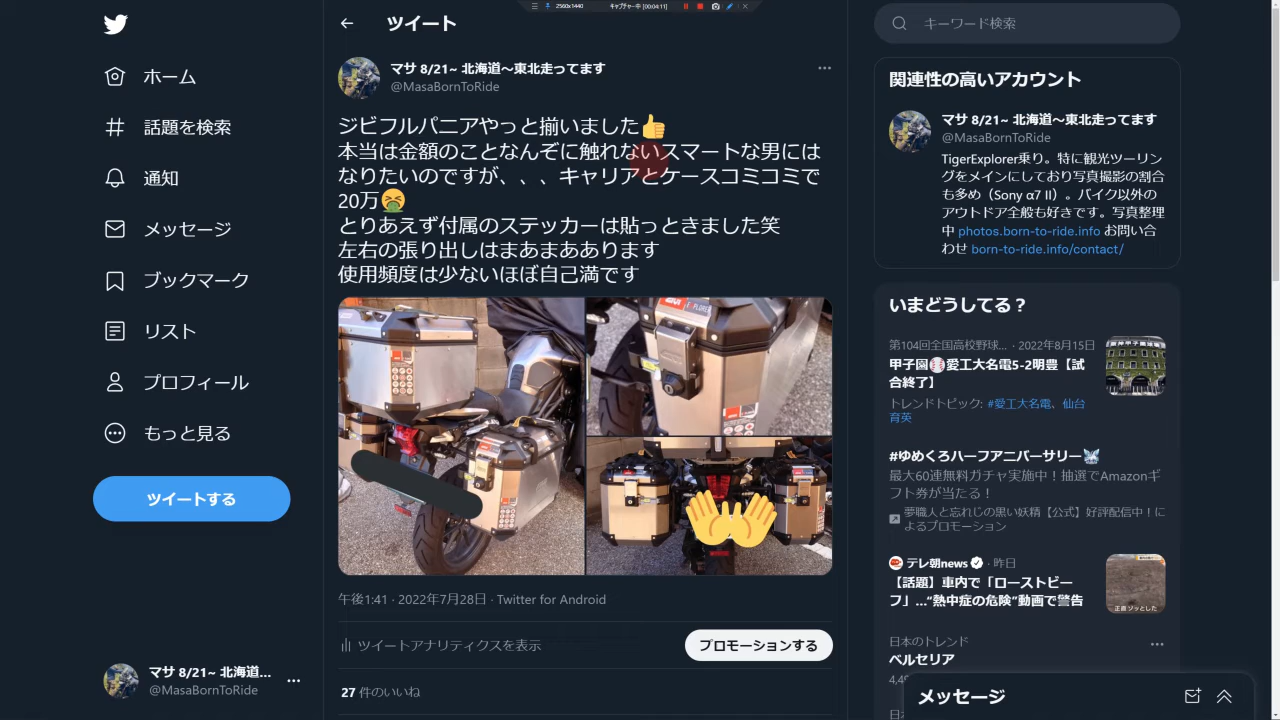 2560x1440
キャプチャー中 [00:04:11]
ホーム
話題を検索
通知
メッセージ
ブックマーク
リスト
プロフィール
もっと見る
ツイートする
マサ 8/21~ 北海道...
@MasaBornToRide
ツイート
マサ 8/21~ 北海道〜東北走ってます
@MasaBornToRide
ジビフルパニアやっと揃いました👍
本当は金額のことなんぞに触れないスマートな男には
なりたいのですが、、、キャリアとケースコミコミで
20万🤮
とりあえず付属のステッカーは貼っときました笑
左右の張り出しはまあまああります
使用頻度は少ないほぼ自己満です
午後1:41 · 2022年7月28日 · Twitter for Android
ツイートアナリティクスを表示
プロモーションする
27 件のいいね
キーワード検索
関連性の高いアカウント
マサ 8/21~ 北海道〜東北走ってます
@MasaBornToRide
TigerExplorer乗り。特に観光ツーリン
グをメインにしており写真撮影の割合
も多め（Sony α7 II）。バイク以外の
アウトドア全般も好きです。写真整理
中 photos.born-to-ride.info お問い合
わせ born-to-ride.info/contact/
いまどうしてる？
第104回全国高校野球... · 2022年8月15日
甲子園⚾愛工大名電5-2明豊【試
合終了】
トレンドトピック: #愛工大名電、仙台
育英
#ゆめくろハーフアニバーサリー
最大60連無料ガチャ実施中！抽選でAmazonギ
フト券が当たる！
夢職人と忘れじの黒い妖精【公式】好評配信中！に
よるプロモーション
テレ朝news · 昨日
【話題】車内で「ローストビー
フ」…“熱中症の危険”動画で警告
正直 ゾッとした
日本のトレンド
ベルセリア
メッセージ